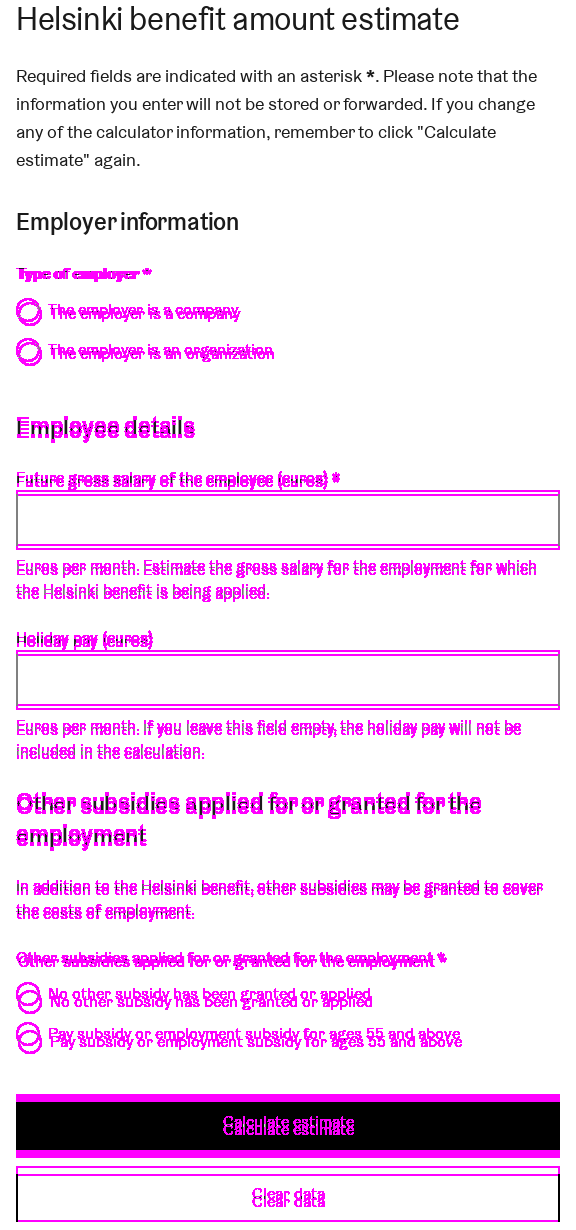 Helsinki benefit amount estimate
Required fields are indicated with an asterisk *. Please note that the
information you enter will not be stored or forwarded. If you change
any of the calculator information, remember to click "Calculate
estimate" again.
Employer information
Type of employer *
The employer is a company
The employer is an organization
Employee details
Future gross salary of the employee (euros) *
Euros per month. Estimate the gross salary for the employment for which
the Helsinki benefit is being applied.
Holiday pay (euros)
Euros per month. If you leave this field empty, the holiday pay will not be
included in the calculation.
Other subsidies applied for or granted for the
employment
In addition to the Helsinki benefit, other subsidies may be granted to cover
the costs of employment.
Other subsidies applied for or granted for the employment *
No other subsidy has been granted or applied
Pay subsidy or employment subsidy for ages 55 and above
Calculate estimate
Clear data